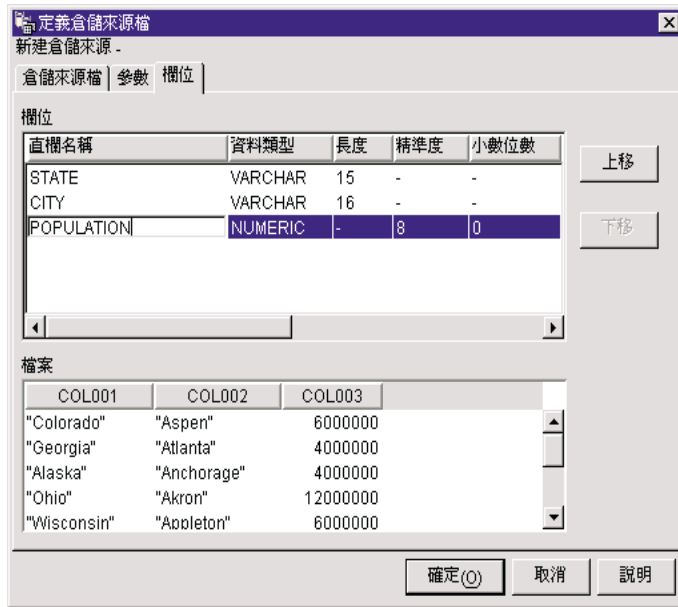 定義倉儲來源檔
新建倉儲來源 -
倉儲來源檔 參數 欄位
欄位
直欄名稱 資料類型 長度 精準度 小數位數
STATE VARCHAR 15 - -
CITY VARCHAR 16 - -
POPULATION NUMERIC - 8 0
上移
下移
檔案
COL001 COL002 COL003
"Colorado" "Aspen" 6000000
"Georgia" "Atlanta" 4000000
"Alaska" "Anchorage" 4000000
"Ohio" "Akron" 12000000
"Wisconsin" "Appleton" 6000000
確定(O) 取消 說明